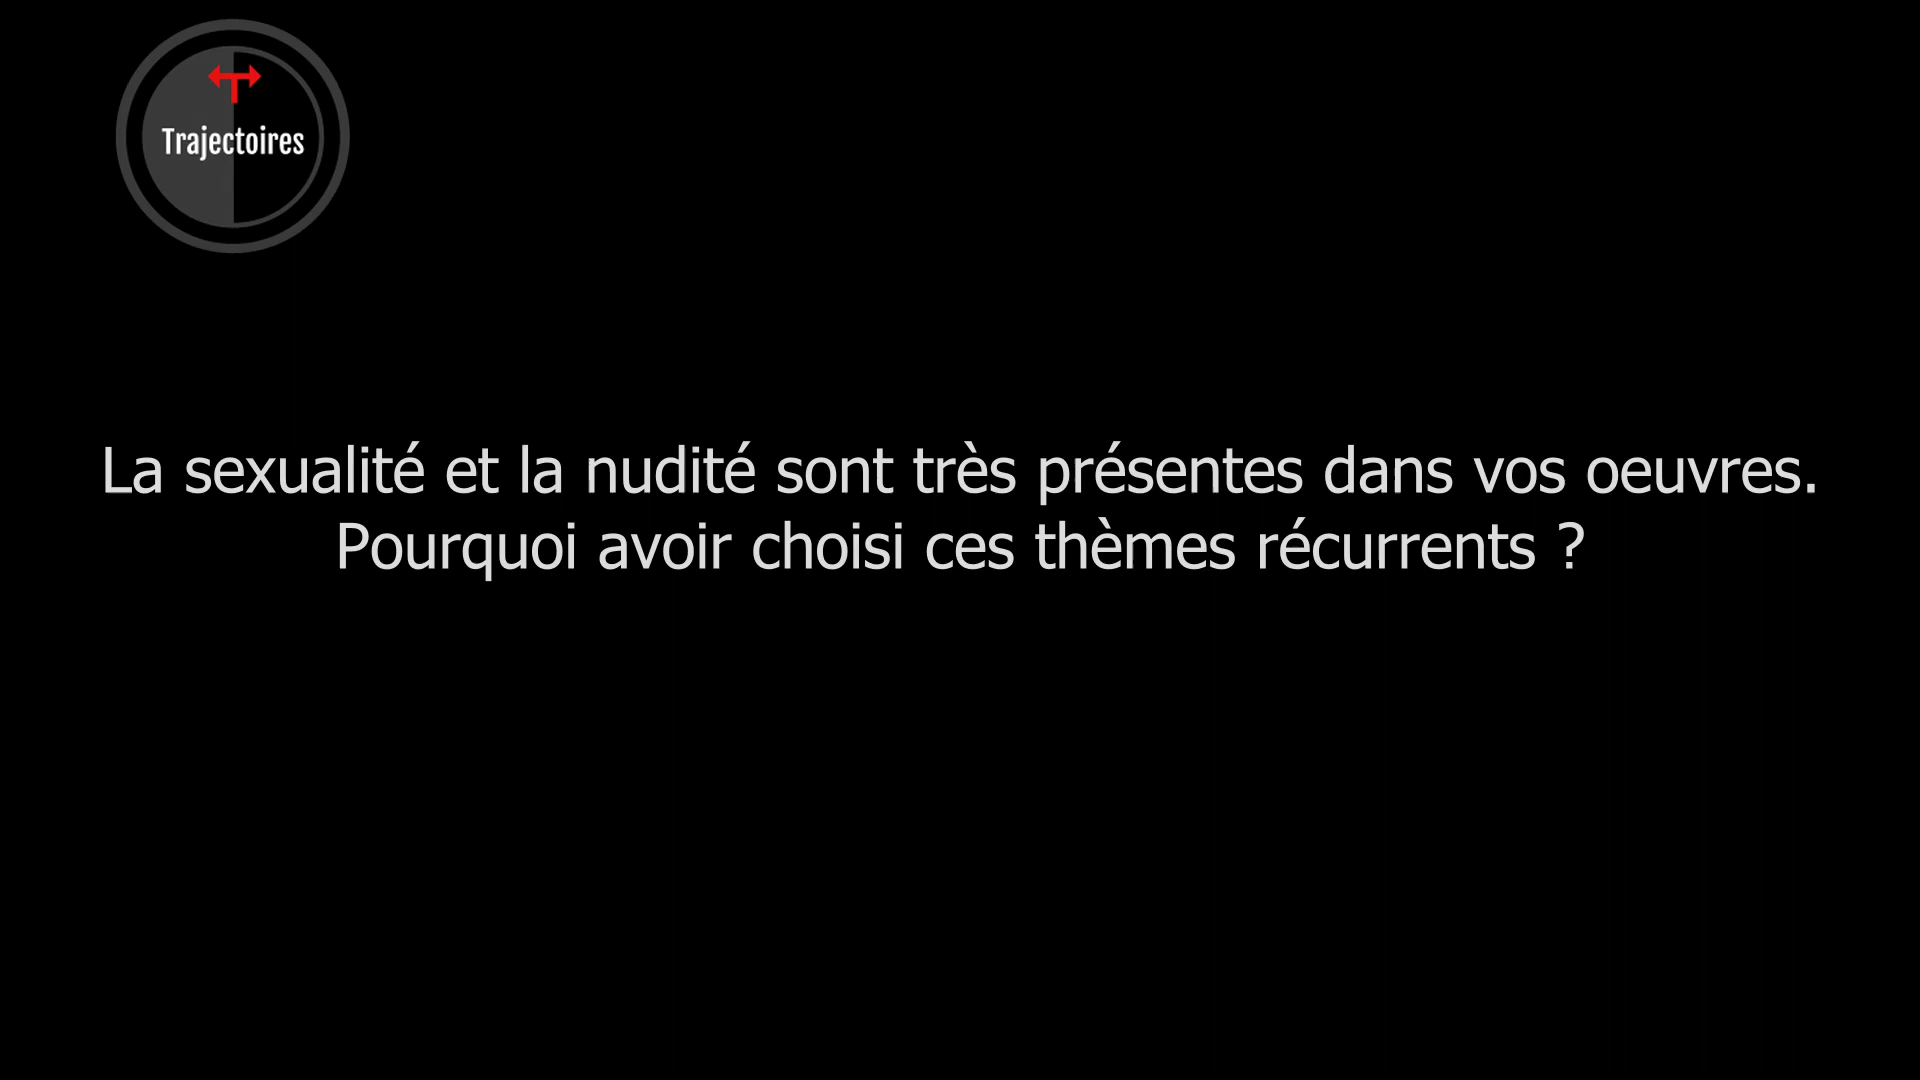 Trajectoires
La sexualité et la nudité sont très présentes dans vos oeuvres.
Pourquoi avoir choisi ces thèmes récurrents ?